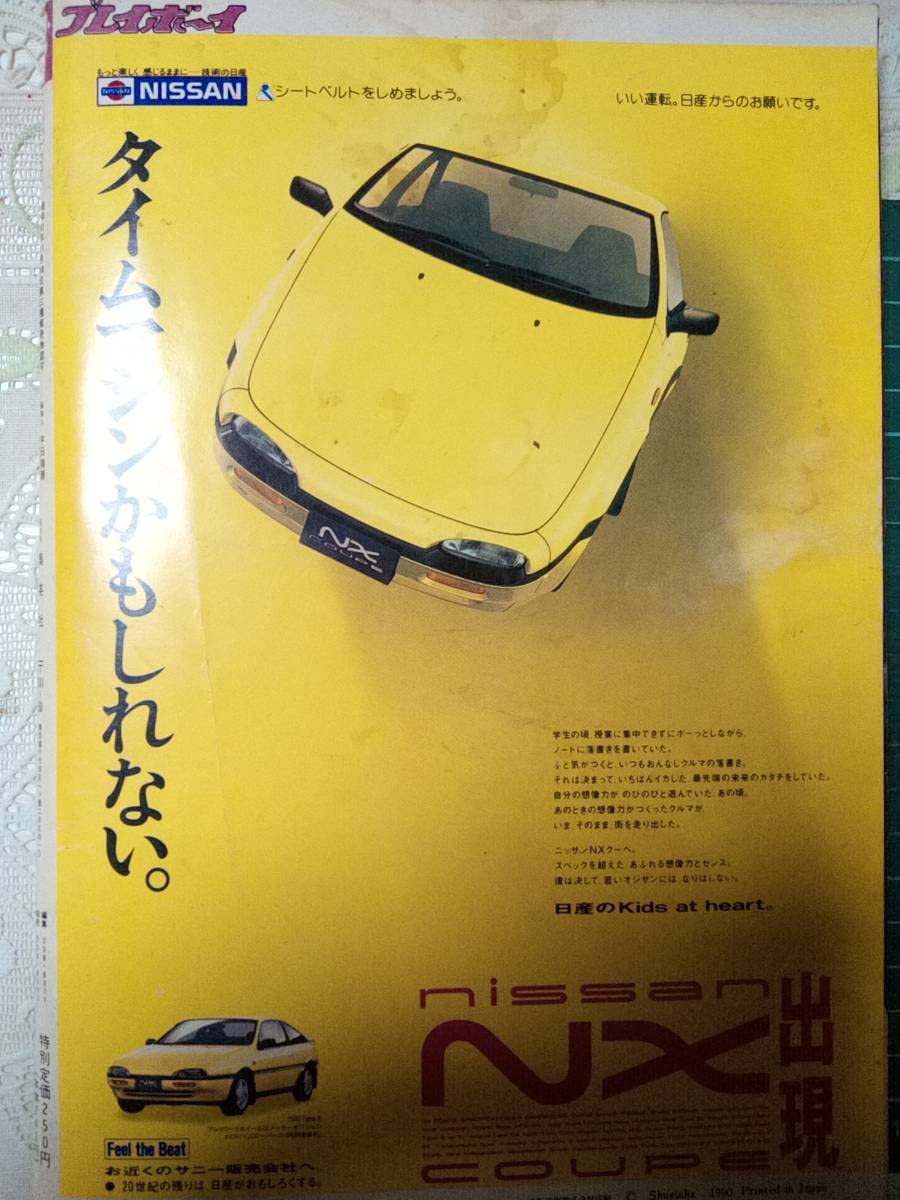 プレイボーイ
もっと楽しく 感じるままに——技術の日産
NISSAN
シートベルトをしめましょう。
いい運転。日産からのお願いです。
タイムマシンかもしれない。
NX
COUPE
学生の頃、授業に集中できずにボーっとしながら、
ノートに落書きを書いていた。
ふと気がつくと、いつもおんなしクルマの落書き。
それは決まって、いちばんイカした、最先端の未来のカタチをしていた。
自分の想像力が、のびのびと遊んでいた、あの頃。
あのときの想像力がつくったクルマが、
いま、そのまま、街を走り出した。
ニッサンNXクーペ。
スペックを超えた、あふれる想像力とセンス。
僕は決して、若いオジサンには、なりはしない。
日産のKids at heart。
nissan
NX
COUPE
出現
Feel the Beat
お近くのサニー販売会社へ。
● 20世紀の残りは、日産がおもしろくする。
特別定価250円
© Shueisha 1990 Printed in Japan